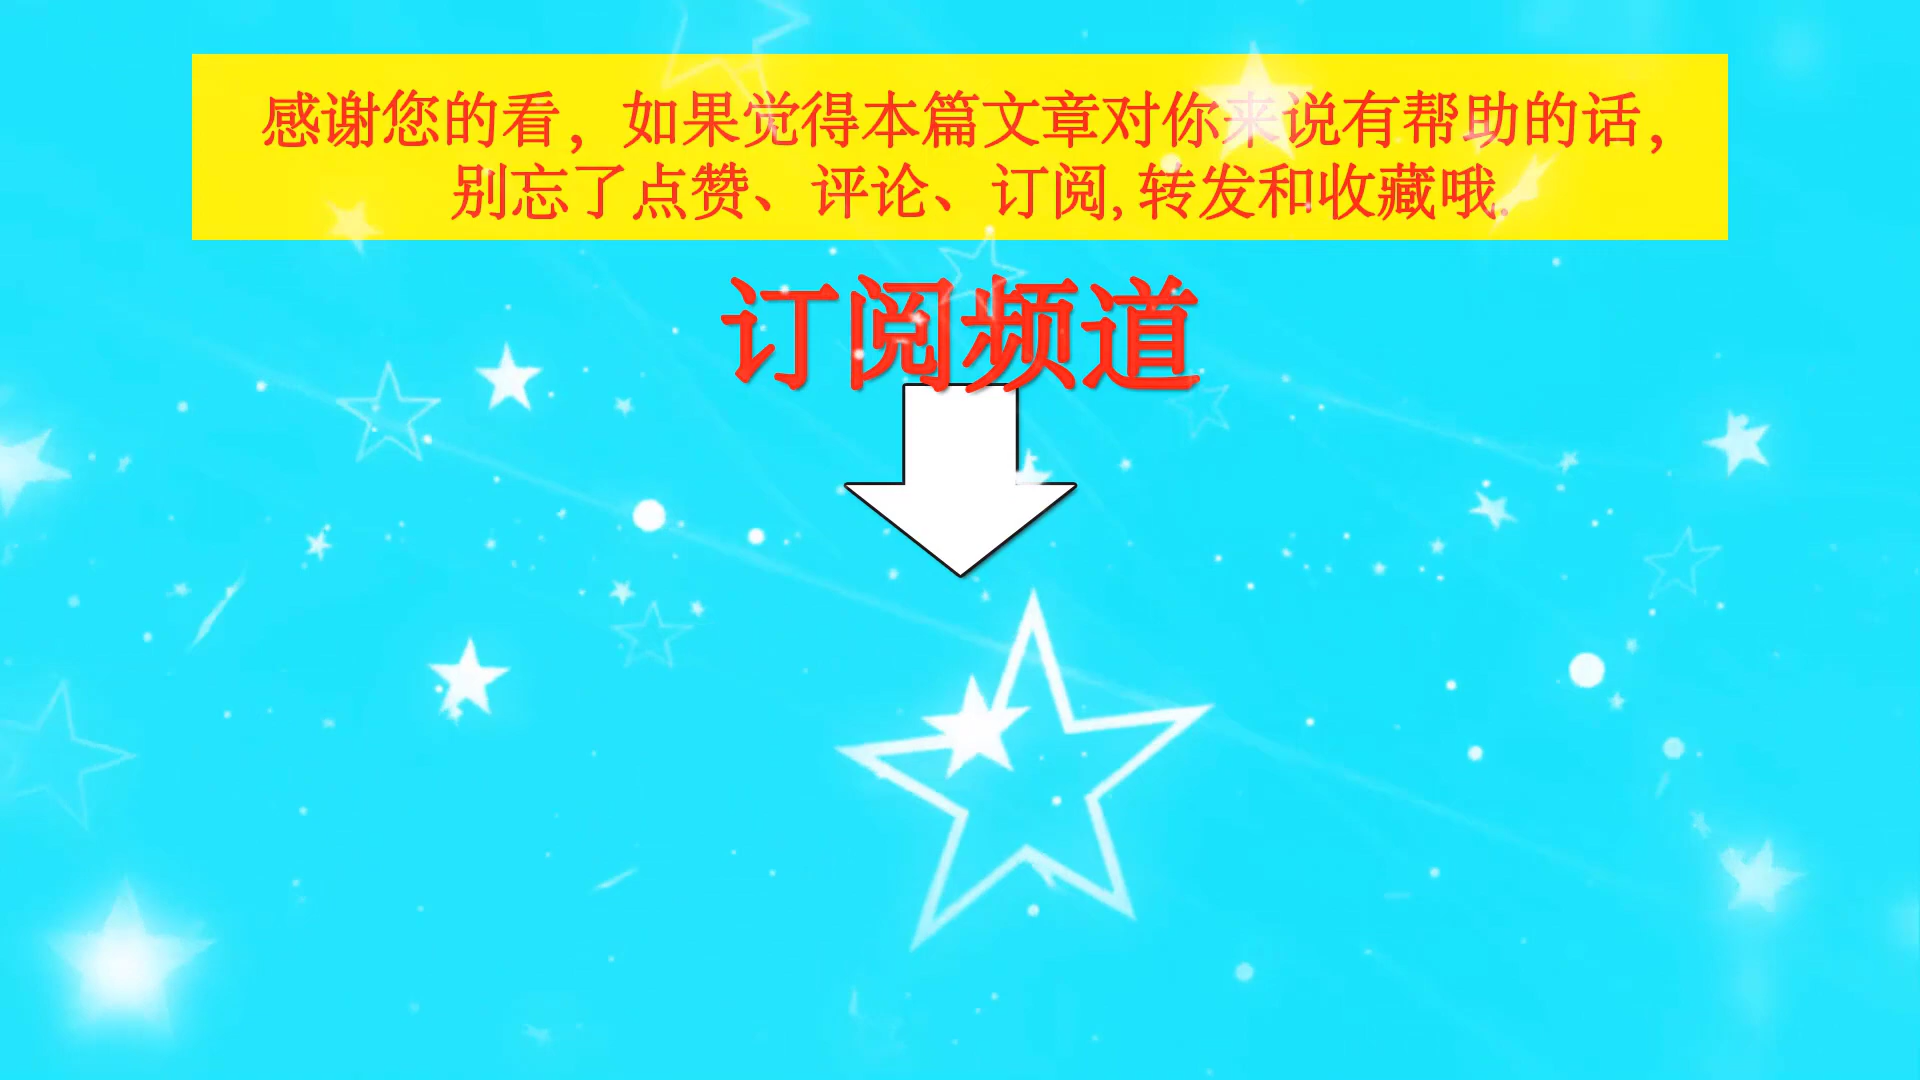 感谢您的看，如果觉得本篇文章对你来说有帮助的话，
别忘了点赞、评论、订阅,转发和收藏哦.
订阅频道